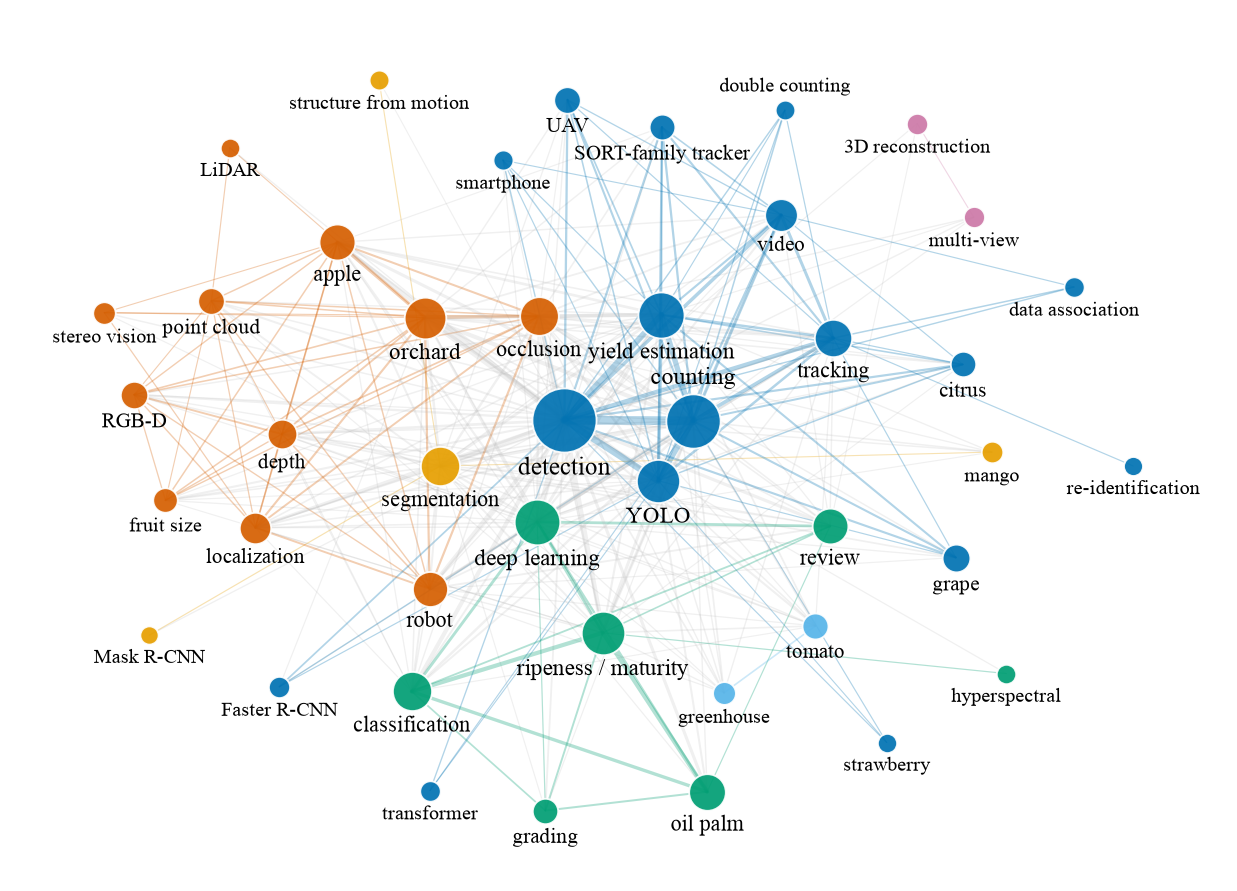 double counting
structure from motion
UAV
3D reconstruction
SORT-family tracker
LiDAR
smartphone
multi-view
video
apple
data association
point cloud
stereo vision
occlusion
yield estimation
orchard
tracking
counting
citrus
RGB-D
depth
detection
mango
re-identification
segmentation
YOLO
fruit size
localization
deep learning
review
grape
robot
tomato
Mask R-CNN
ripeness / maturity
hyperspectral
Faster R-CNN
greenhouse
classification
strawberry
transformer
oil palm
grading